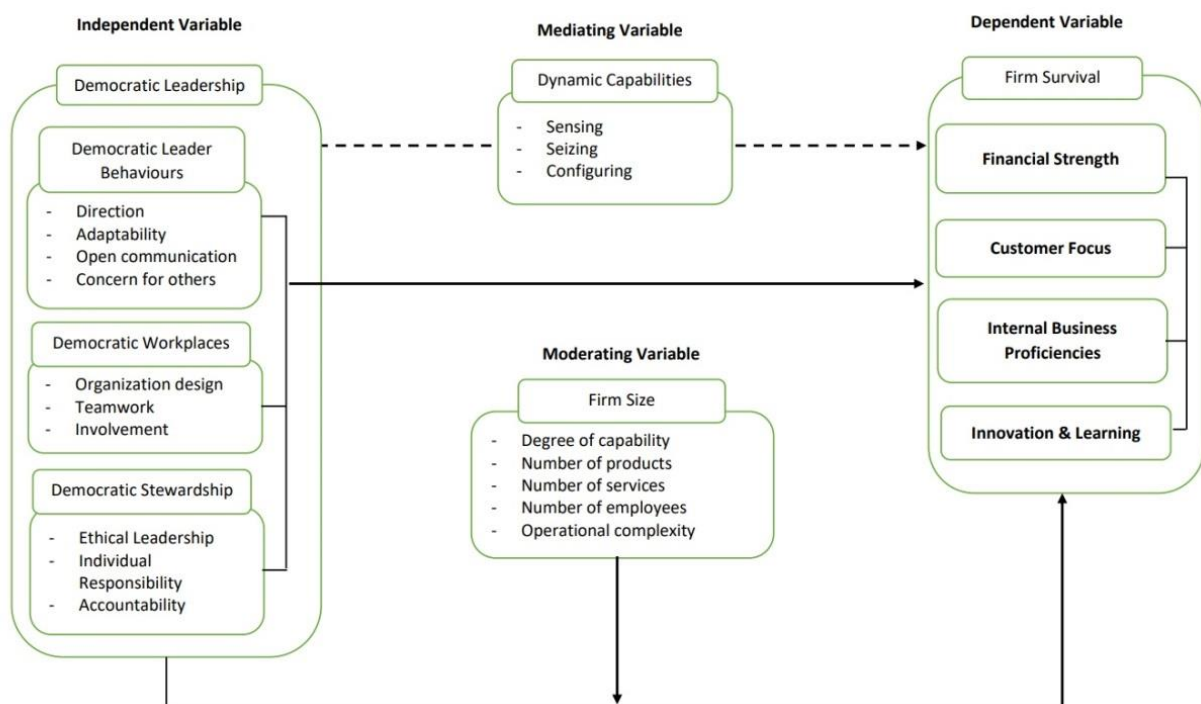 Independent Variable
Democratic Leadership
Democratic Leader
Behaviours
- Direction
- Adaptability
- Open communication
- Concern for others
Democratic Workplaces
- Organization design
- Teamwork
- Involvement
Democratic Stewardship
- Ethical Leadership
- Individual
Responsibility
- Accountability
Mediating Variable
Dynamic Capabilities
- Sensing
- Seizing
- Configuring
Moderating Variable
Firm Size
- Degree of capability
- Number of products
- Number of services
- Number of employees
- Operational complexity
Dependent Variable
Firm Survival
Financial Strength
Customer Focus
Internal Business
Proficiencies
Innovation & Learning